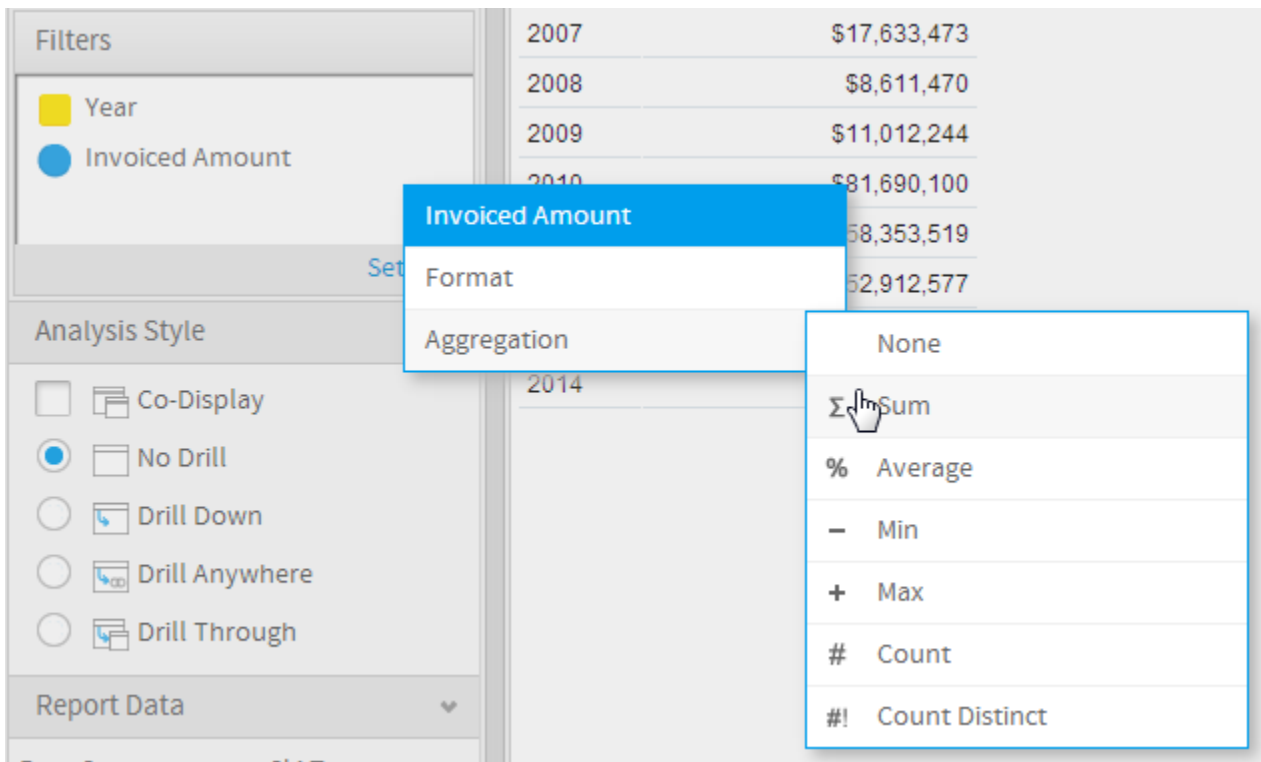 Filters
Year
Invoiced Amount
Set
Analysis Style
Co-Display
No Drill
Drill Down
Drill Anywhere
Drill Through
Report Data
2007 $17,633,473
2008 $8,611,470
2009 $11,012,244
2010 $81,690,100
58,353,519
52,912,577
2014
Invoiced Amount
Format
Aggregation
None
Σ Sum
% Average
− Min
+ Max
# Count
#! Count Distinct